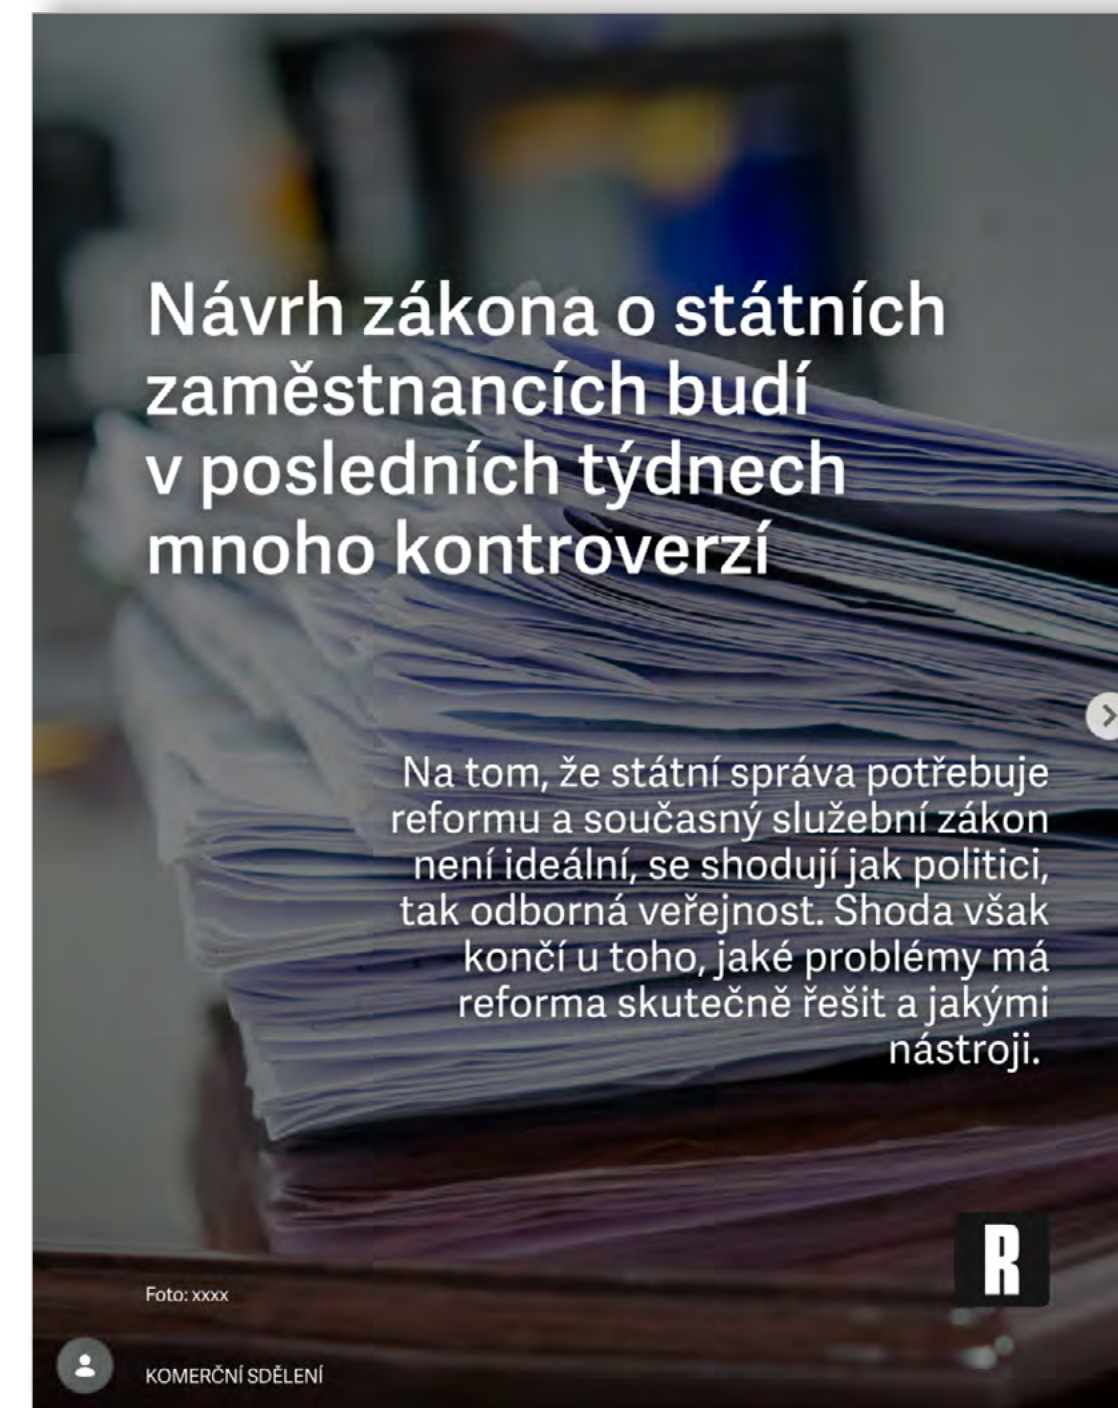 Návrh zákona o státních
zaměstnancích budí
v posledních týdnech
mnoho kontroverzí
Na tom, že státní správa potřebuje
reformu a současný služební zákon
není ideální, se shodují jak politici,
tak odborná veřejnost. Shoda však
končí u toho, jaké problémy má
reforma skutečně řešit a jakými
nástroji.
R
Foto: xxxx
KOMERČNÍ SDĚLENÍ